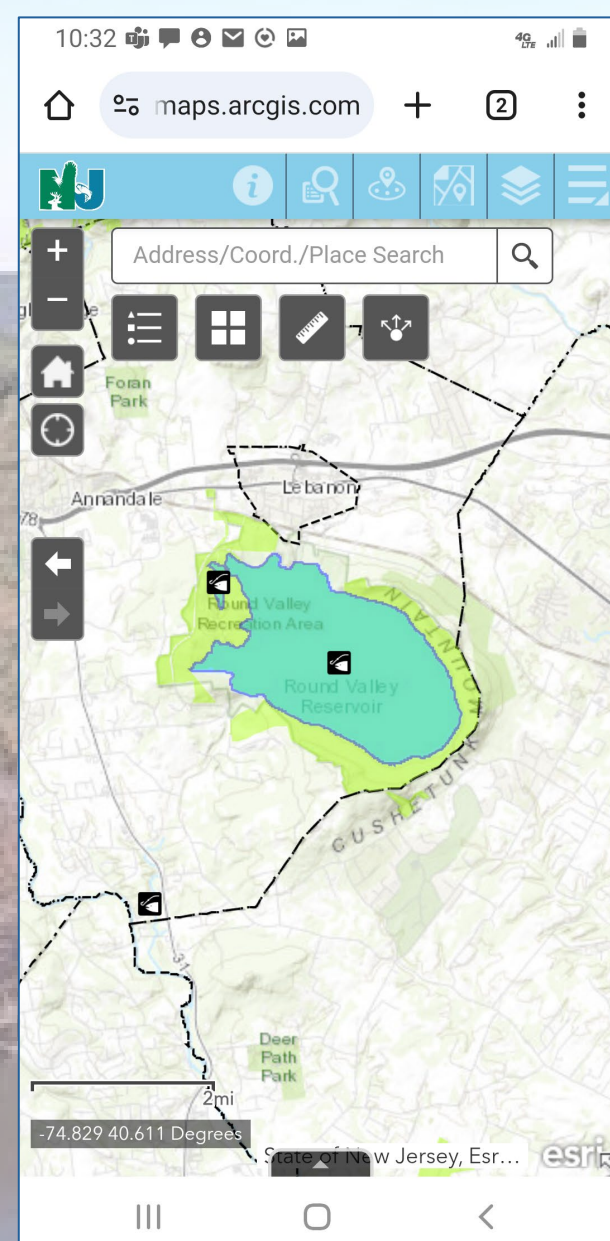 10:32
4G
LTE
maps.arcgis.com
2
NJ
Address/Coord./Place Search
Foran
Park
Annandale
Lebanon
78
Round Valley
Recreation Area
Round Valley
Reservoir
CUSHETUNK MOUNTAIN
31
Deer
Path
Park
2mi
-74.829 40.611 Degrees
State of New Jersey, Esr...
esri